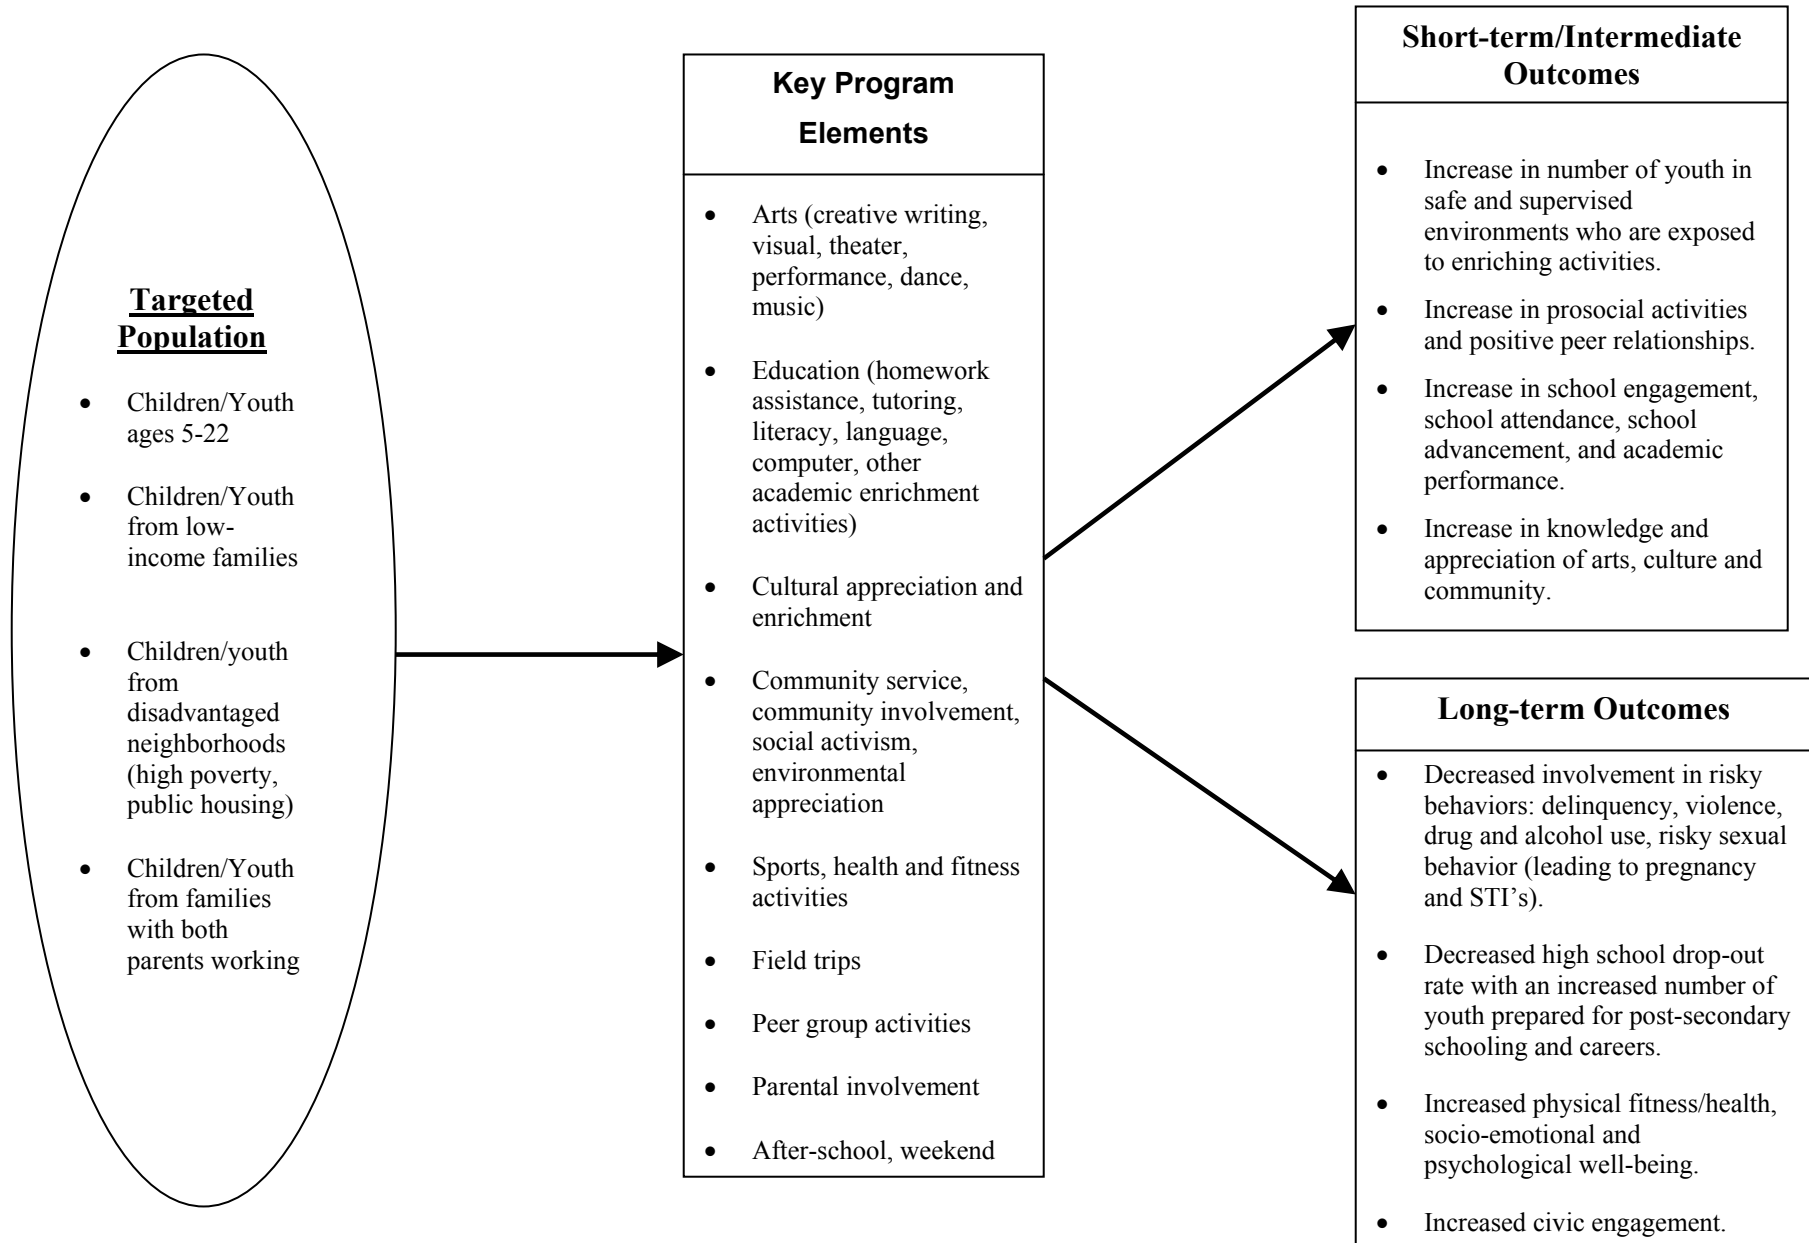 Targeted
Population
• Children/Youth
ages 5-22
• Children/Youth
from low-
income families
• Children/youth
from
disadvantaged
neighborhoods
(high poverty,
public housing)
• Children/Youth
from families
with both
parents working
Key Program
Elements
• Arts (creative writing,
visual, theater,
performance, dance,
music)
• Education (homework
assistance, tutoring,
literacy, language,
computer, other
academic enrichment
activities)
• Cultural appreciation and
enrichment
• Community service,
community involvement,
social activism,
environmental
appreciation
• Sports, health and fitness
activities
• Field trips
• Peer group activities
• Parental involvement
• After-school, weekend
Short-term/Intermediate
Outcomes
• Increase in number of youth in
safe and supervised
environments who are exposed
to enriching activities.
• Increase in prosocial activities
and positive peer relationships.
• Increase in school engagement,
school attendance, school
advancement, and academic
performance.
• Increase in knowledge and
appreciation of arts, culture and
community.
Long-term Outcomes
• Decreased involvement in risky
behaviors: delinquency, violence,
drug and alcohol use, risky sexual
behavior (leading to pregnancy
and STI’s).
• Decreased high school drop-out
rate with an increased number of
youth prepared for post-secondary
schooling and careers.
• Increased physical fitness/health,
socio-emotional and
psychological well-being.
• Increased civic engagement.